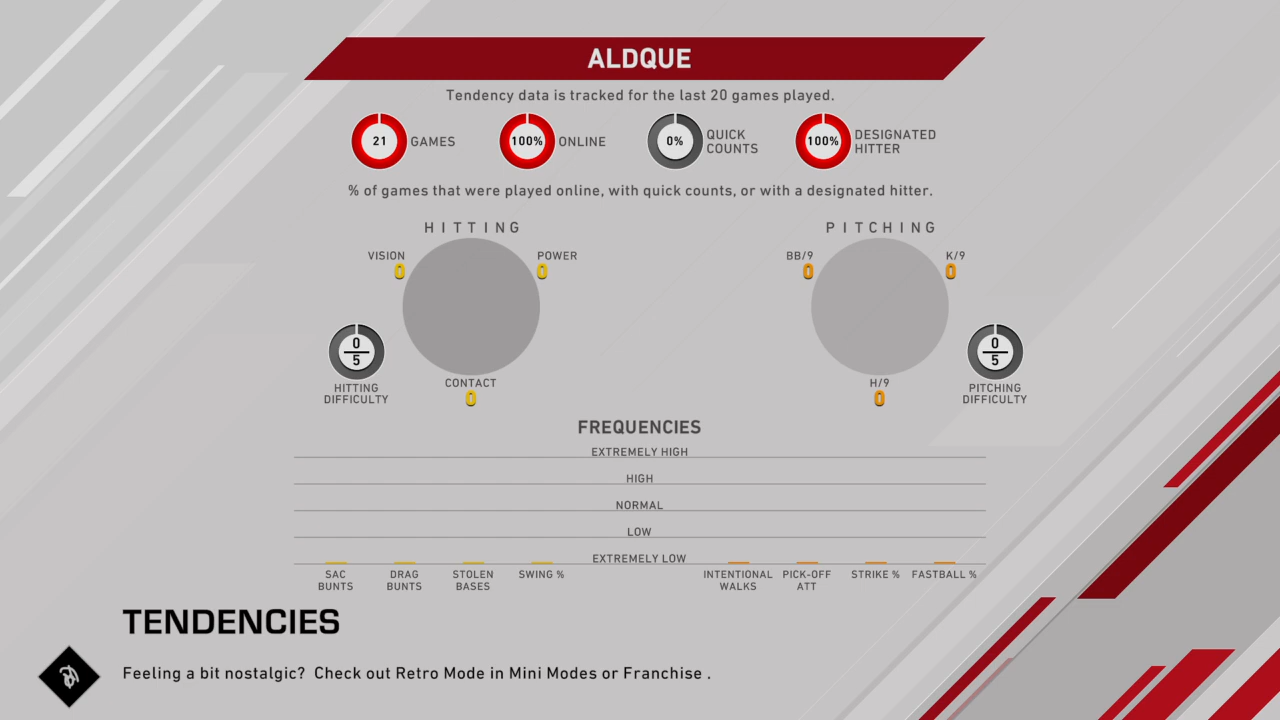 ALDQUE
Tendency data is tracked for the last 20 games played.
21 GAMES
100% ONLINE
0% QUICK
COUNTS
100% DESIGNATED
HITTER
% of games that were played online, with quick counts, or with a designated hitter.
HITTING
VISION
0
POWER
0
0
5
HITTING
DIFFICULTY
CONTACT
0
PITCHING
BB/9
0
K/9
0
H/9
0
0
5
PITCHING
DIFFICULTY
FREQUENCIES
EXTREMELY HIGH
HIGH
NORMAL
LOW
EXTREMELY LOW
SAC
BUNTS
DRAG
BUNTS
STOLEN
BASES
SWING %
INTENTIONAL
WALKS
PICK-OFF
ATT
STRIKE %
FASTBALL %
TENDENCIES
Feeling a bit nostalgic? Check out Retro Mode in Mini Modes or Franchise .